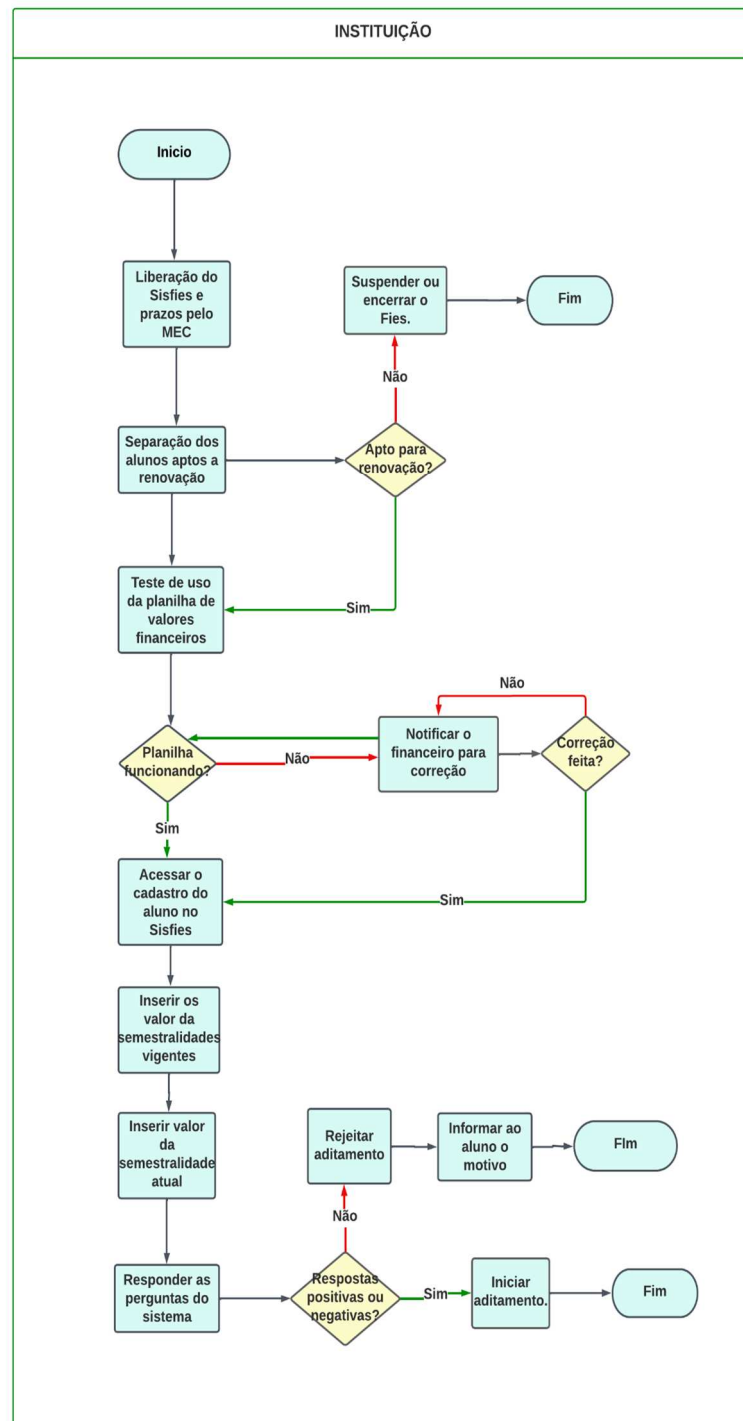 INSTITUIÇÃO
Inicio
Liberação do
Sisfies e
prazos pelo
MEC
Suspender ou
encerrar o
Fies.
Fim
Não
Separação dos
alunos aptos a
renovação
Apto para
renovação?
Teste de uso
da planilha de
valores
financeiros
Sim
Não
Planilha
funcionando?
Não
Notificar o
financeiro para
correção
Correção
feita?
Sim
Acessar o
cadastro do
aluno no
Sisfies
Sim
Inserir os
valor da
semestralidades
vigentes
Inserir valor
da
semestralidade
atual
Rejeitar
aditamento
Informar ao
aluno o
motivo
FIm
Não
Responder as
perguntas do
sistema
Respostas
positivas ou
negativas?
Sim
Iniciar
aditamento.
Fim